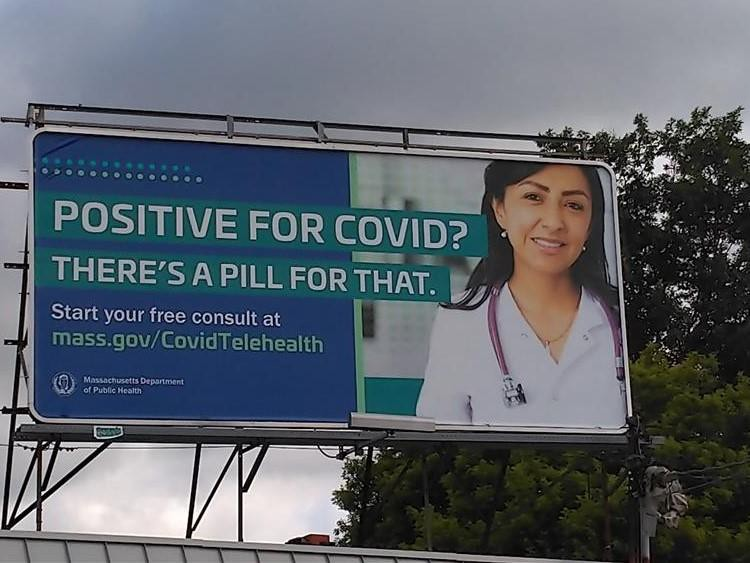 POSITIVE FOR COVID?
THERE'S A PILL FOR THAT.
Start your free consult at
mass.gov/CovidTelehealth
Massachusetts Department
of Public Health